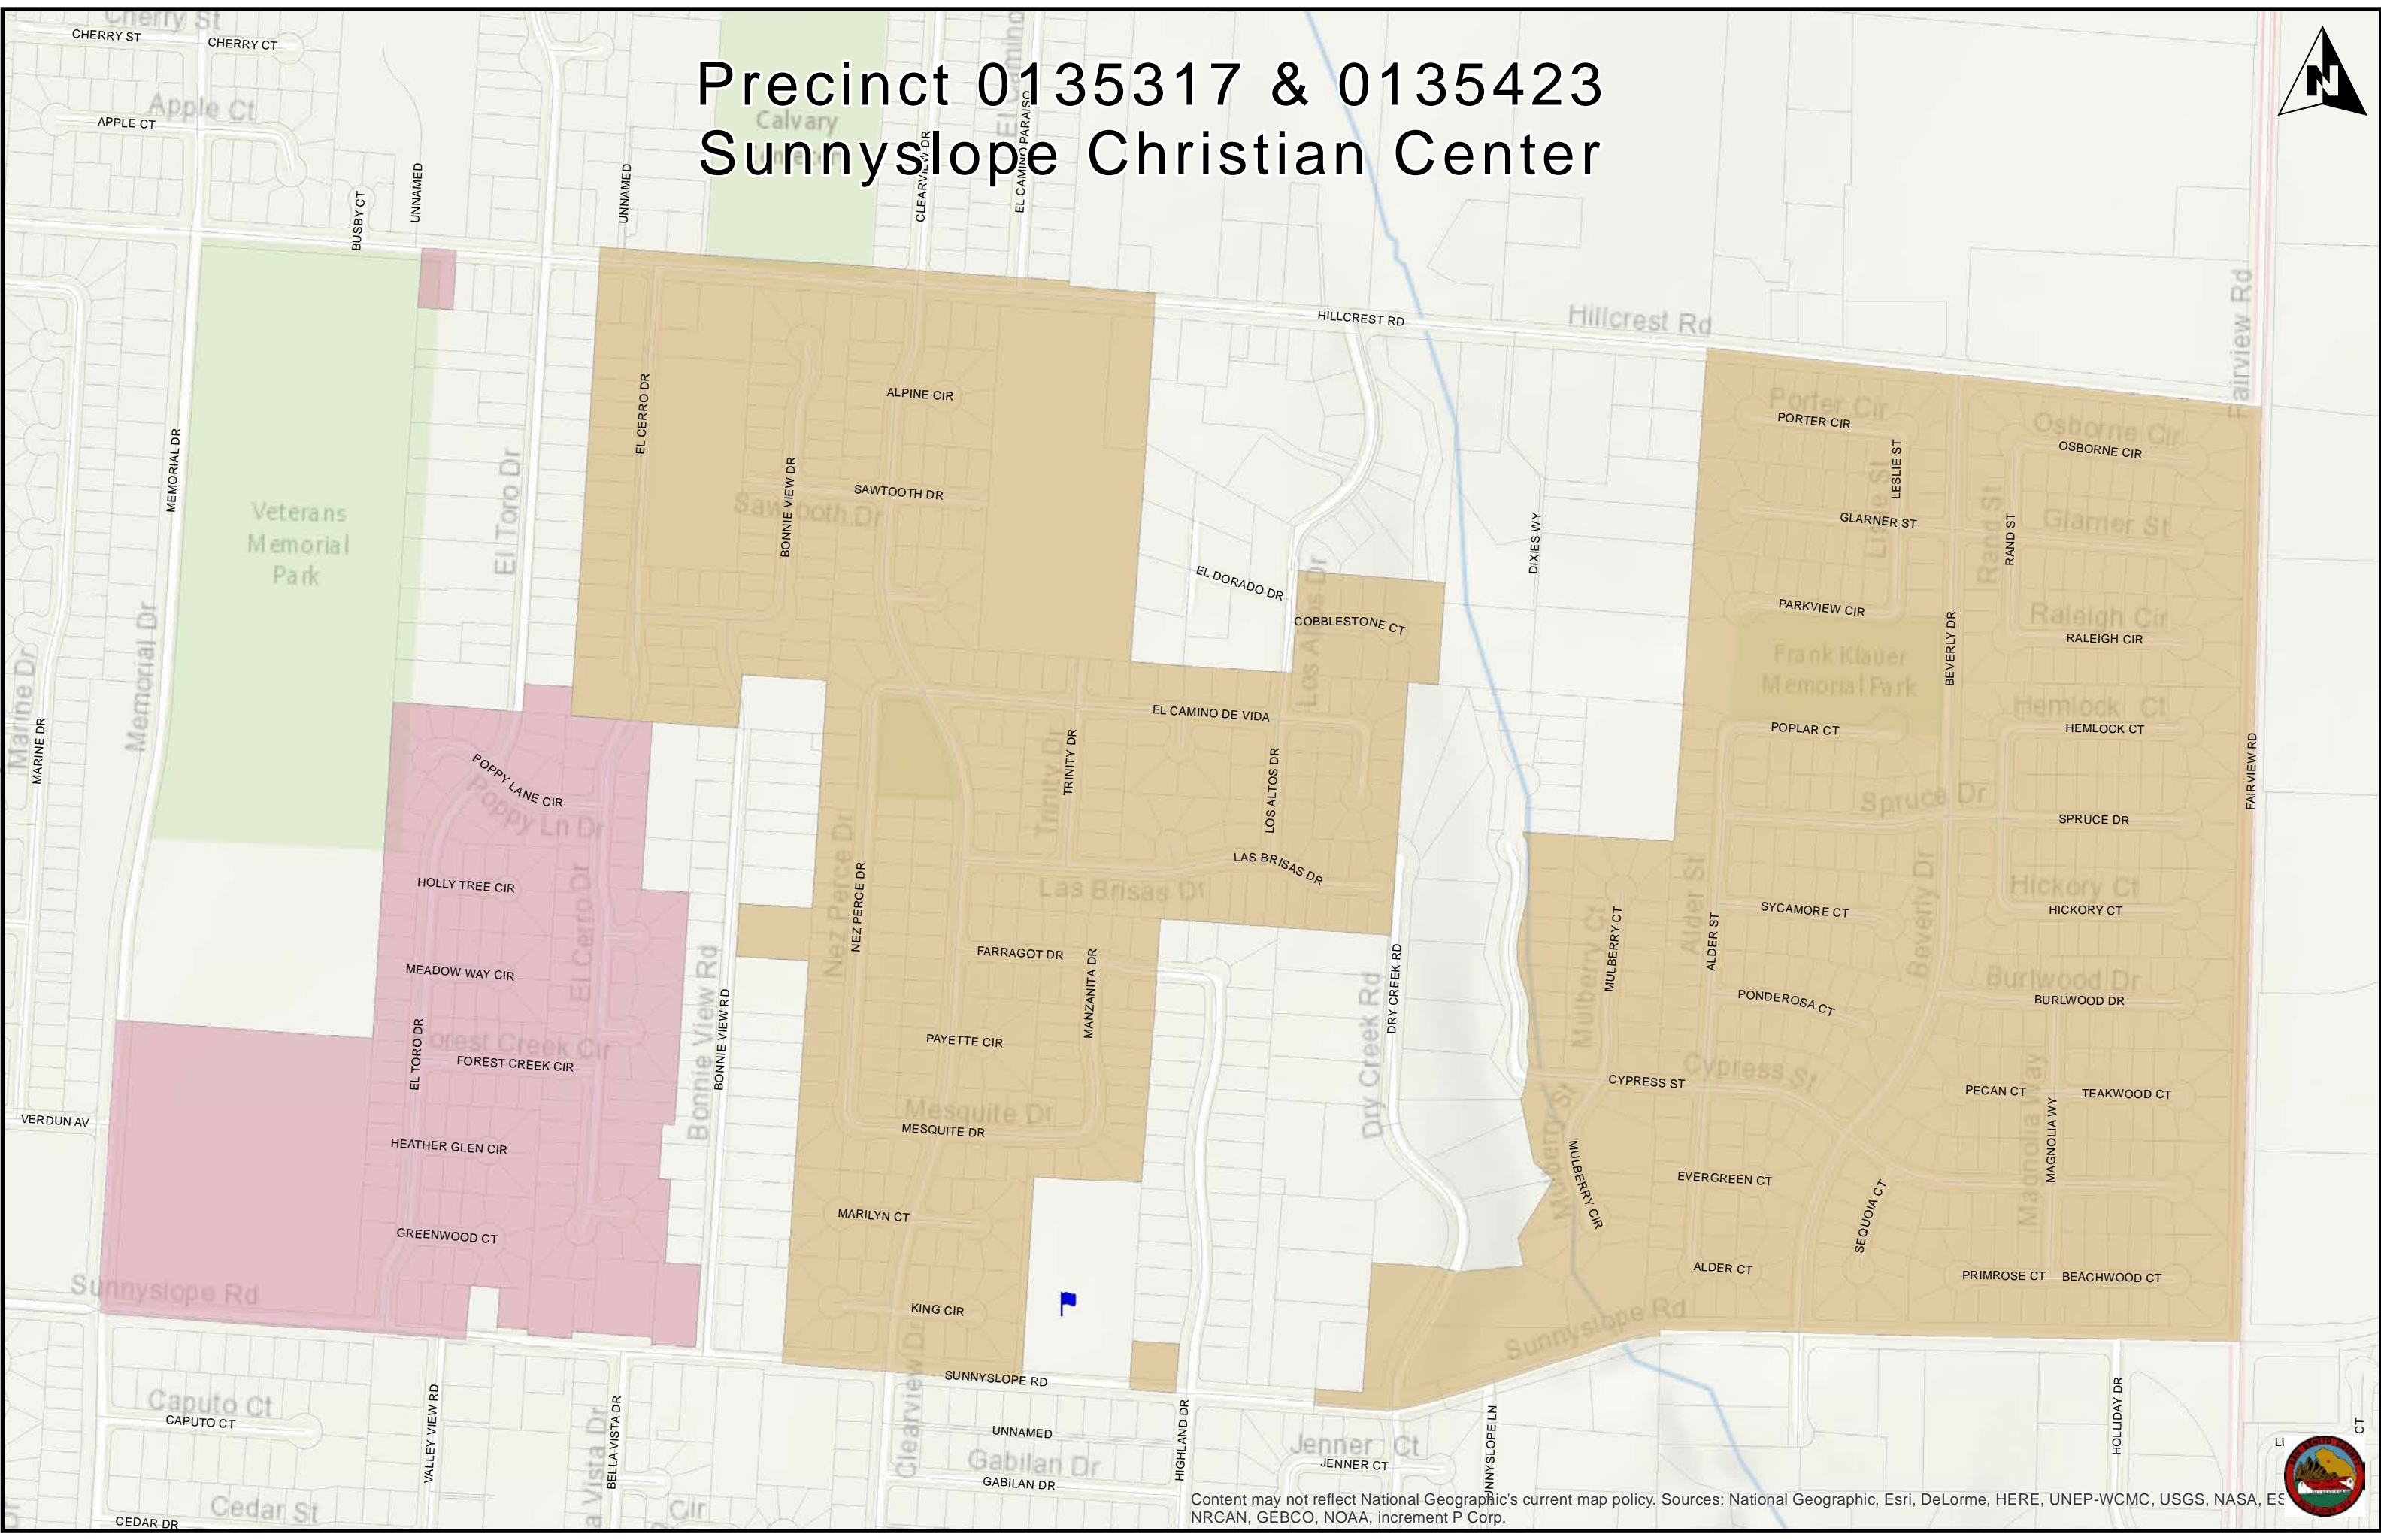 Cherry St
CHERRY ST
CHERRY CT
Apple Ct
APPLE CT
BUSBY CT
UNNAMED
UNNAMED
Precinct 0135317 & 0135423
Sunnyslope Christian Center
Calvary
CLEARVIEW DR
El Camino
EL CAMINO PARAISO
N
HILLCREST RD
Hillcrest Rd
Fairview Rd
MEMORIAL DR
Veterans
Memorial
Park
El Toro Dr
EL CERRO DR
ALPINE CIR
BONNIE VIEW DR
SAWTOOTH DR
EL DORADO DR
COBBLESTONE CT
Los Altos Dr
DIXIES WY
Porter Cir
PORTER CIR
LESLIE ST
Leslie St
Osborne Cir
OSBORNE CIR
GLARNER ST
Glarner St
Rand St
RAND ST
PARKVIEW CIR
Raleigh Cir
RALEIGH CIR
BEVERLY DR
Frank Klauer
Memorial Park
Hemlock Ct
HEMLOCK CT
POPLAR CT
Marine Dr
MARINE DR
Memorial Dr
POPPY LANE CIR
Poppy Ln Dr
EL CAMINO DE VIDA
Trinity Dr
TRINITY DR
LOS ALTOS DR
Spruce Dr
SPRUCE DR
FAIRVIEW RD
HOLLY TREE CIR
El Cerro Dr
Nez Perce Dr
NEZ PERCE DR
LAS BRISAS DR
Las Brisas Dr
Mulberry Ct
MULBERRY CT
Alder St
ALDER ST
SYCAMORE CT
Beverly Dr
Hickory Ct
HICKORY CT
MEADOW WAY CIR
Bonnie View Rd
BONNIE VIEW RD
FARRAGOT DR
MANZANITA DR
Dry Creek Rd
DRY CREEK RD
PONDEROSA CT
Burlwood Dr
BURLWOOD DR
EL TORO DR
FOREST CREEK CIR
PAYETTE CIR
CYPRESS ST
Cypress St
PECAN CT
TEAKWOOD CT
Magnolia Way
MAGNOLIA WY
VERDUN AV
HEATHER GLEN CIR
Mesquite Dr
MESQUITE DR
Mulberry St
MULBERRY CIR
EVERGREEN CT
SEQUOIA CT
GREENWOOD CT
MARILYN CT
ALDER CT
PRIMROSE CT
BEACHWOOD CT
Sunnyslope Rd
KING CIR
Sunnyslope Rd
SUNNYSLOPE RD
Clearview Dr
Caputo Ct
CAPUTO CT
VALLEY VIEW RD
BELLA VISTA DR
UNNAMED
HIGHLAND DR
Gabilan Dr
GABILAN DR
Jenner Ct
JENNER CT
HOLLIDAY DR
CT
Cedar St
CEDAR DR
Cir
Content may not reflect National Geographic's current map policy. Sources: National Geographic, Esri, DeLorme, HERE, UNEP-WCMC, USGS, NASA, ES
NRCAN, GEBCO, NOAA, increment P Corp.